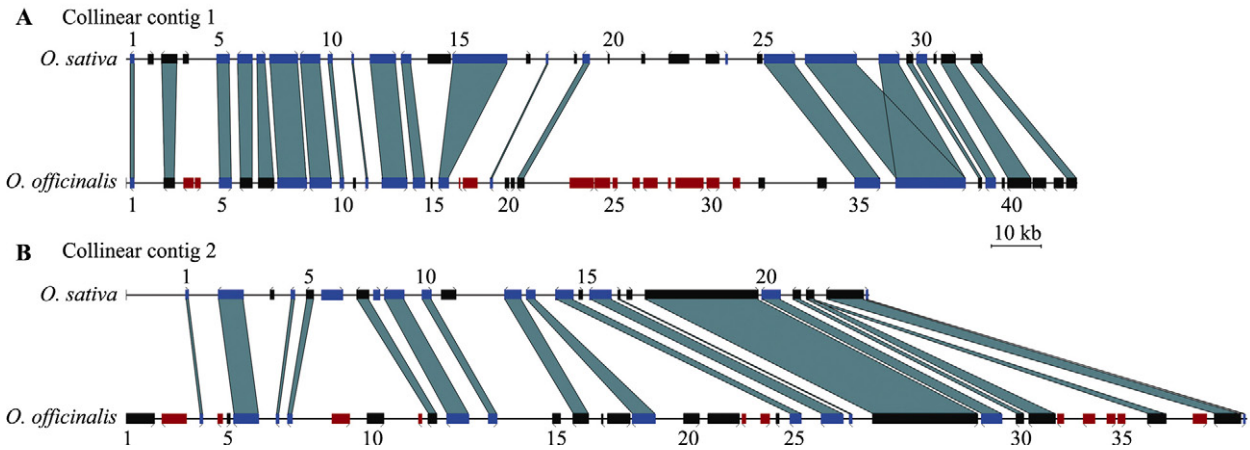 A Collinear contig 1
1 5 10 15 20 25 30
O. sativa
O. officinalis
1 5 10 15 20 25 30 35 40
10 kb
B Collinear contig 2
1 5 10 15 20
O. sativa
O. officinalis
1 5 10 15 20 25 30 35